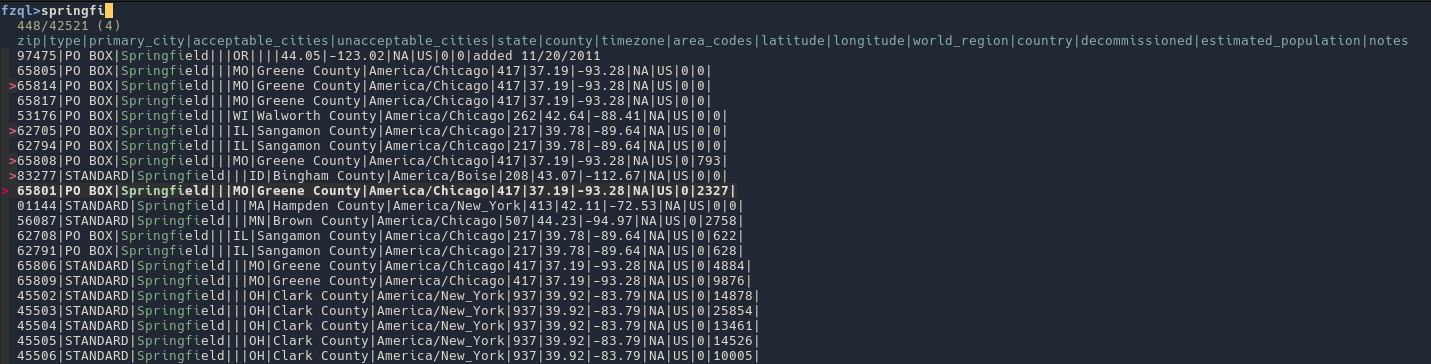 fzql>springfi
448/42521 (4)
zip|type|primary_city|acceptable_cities|unacceptable_cities|state|county|timezone|area_codes|latitude|longitude|world_region|country|decommissioned|estimated_population|notes
97475|PO BOX|Springfield|||OR||||44.05|-123.02|NA|US|0|0|added 11/20/2011
65805|PO BOX|Springfield|||MO|Greene County|America/Chicago|417|37.19|-93.28|NA|US|0|0|
>65814|PO BOX|Springfield|||MO|Greene County|America/Chicago|417|37.19|-93.28|NA|US|0|0|
65817|PO BOX|Springfield|||MO|Greene County|America/Chicago|417|37.19|-93.28|NA|US|0|0|
53176|PO BOX|Springfield|||WI|Walworth County|America/Chicago|262|42.64|-88.41|NA|US|0|0|
>62705|PO BOX|Springfield|||IL|Sangamon County|America/Chicago|217|39.78|-89.64|NA|US|0|0|
62794|PO BOX|Springfield|||IL|Sangamon County|America/Chicago|217|39.78|-89.64|NA|US|0|0|
>65808|PO BOX|Springfield|||MO|Greene County|America/Chicago|417|37.19|-93.28|NA|US|0|793|
>83277|STANDARD|Springfield|||ID|Bingham County|America/Boise|208|43.07|-112.67|NA|US|0|0|
> 65801|PO BOX|Springfield|||MO|Greene County|America/Chicago|417|37.19|-93.28|NA|US|0|2327|
01144|STANDARD|Springfield|||MA|Hampden County|America/New_York|413|42.11|-72.53|NA|US|0|0|
56087|STANDARD|Springfield|||MN|Brown County|America/Chicago|507|44.23|-94.97|NA|US|0|2758|
62708|PO BOX|Springfield|||IL|Sangamon County|America/Chicago|217|39.78|-89.64|NA|US|0|622|
62791|PO BOX|Springfield|||IL|Sangamon County|America/Chicago|217|39.78|-89.64|NA|US|0|628|
65806|STANDARD|Springfield|||MO|Greene County|America/Chicago|417|37.19|-93.28|NA|US|0|4884|
65809|STANDARD|Springfield|||MO|Greene County|America/Chicago|417|37.19|-93.28|NA|US|0|9876|
45502|STANDARD|Springfield|||OH|Clark County|America/New_York|937|39.92|-83.79|NA|US|0|14878|
45503|STANDARD|Springfield|||OH|Clark County|America/New_York|937|39.92|-83.79|NA|US|0|25854|
45504|STANDARD|Springfield|||OH|Clark County|America/New_York|937|39.92|-83.79|NA|US|0|13461|
45505|STANDARD|Springfield|||OH|Clark County|America/New_York|937|39.92|-83.79|NA|US|0|14526|
45506|STANDARD|Springfield|||OH|Clark County|America/New_York|937|39.92|-83.79|NA|US|0|10005|